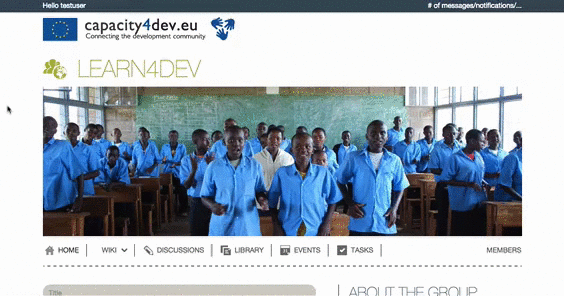 Hello testuser
# of messages/notifications/...
capacity4dev.eu
Connecting the development community
LEARN4DEV
HOME WIKI DISCUSSIONS LIBRARY EVENTS TASKS MEMBERS
Title
ABOUT THE GROUP